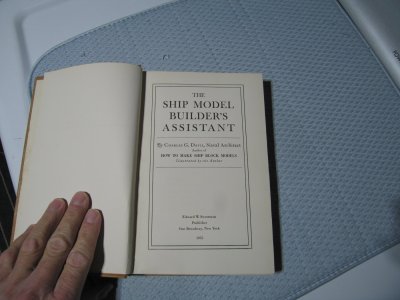 THE
SHIP MODEL
BUILDER'S
ASSISTANT
By CHARLES G. DAVIS, Naval Architect
Author of
HOW TO MAKE SHIP BLOCK MODELS
Illustrated by the Author
Edward W. Sweetman
Publisher
New York